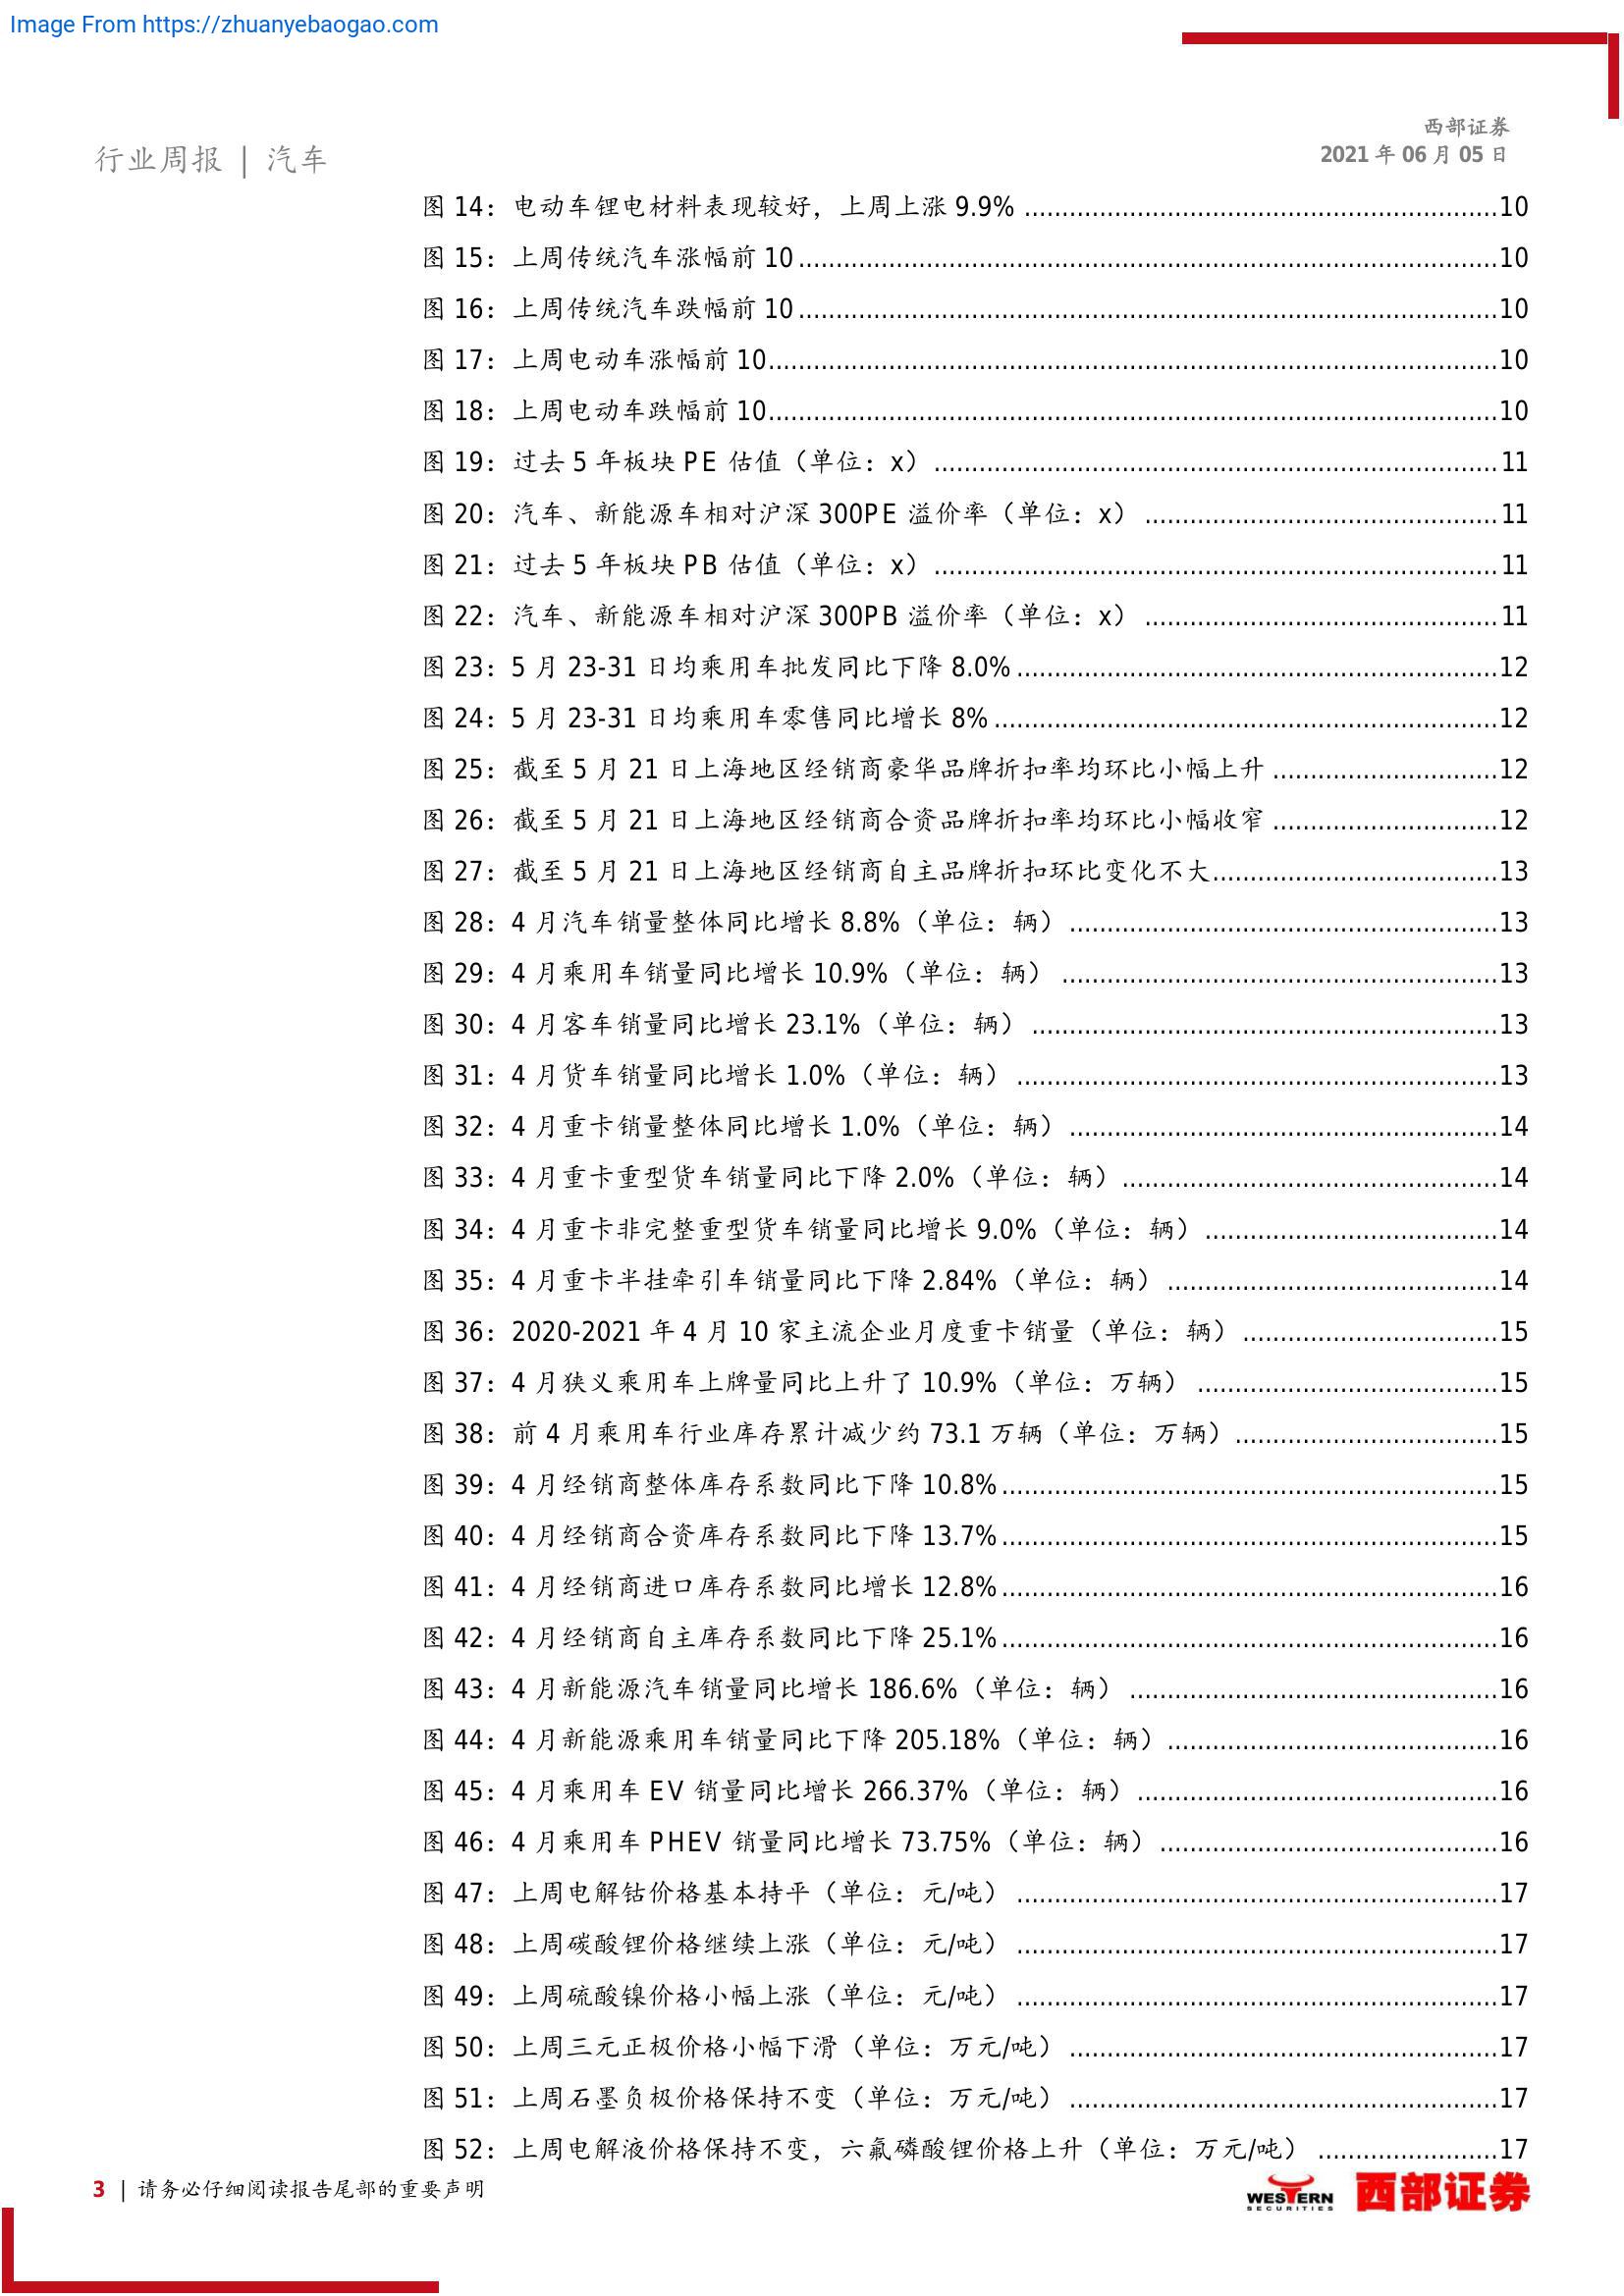 Image From https://zhuanyebaogao.com
西部证券
行业周报 | 汽车
2021 年 06 月 05 日
图 14：电动车锂电材料表现较好，上周上涨 9.9% ................................................................10
图 15：上周传统汽车涨幅前 10 ................................................................10
图 16：上周传统汽车跌幅前 10 ................................................................10
图 17：上周电动车涨幅前 10 ................................................................10
图 18：上周电动车跌幅前 10 ................................................................10
图 19：过去 5 年板块 PE 估值（单位：x） ................................................................11
图 20：汽车、新能源车相对沪深 300PE 溢价率（单位：x） ................................................................11
图 21：过去 5 年板块 PB 估值（单位：x） ................................................................11
图 22：汽车、新能源车相对沪深 300PB 溢价率（单位：x） ................................................................11
图 23：5 月 23-31 日均乘用车批发同比下降 8.0% ................................................................12
图 24：5 月 23-31 日均乘用车零售同比增长 8% ................................................................12
图 25：截至 5 月 21 日上海地区经销商豪华品牌折扣率均环比小幅上升 ..............................12
图 26：截至 5 月 21 日上海地区经销商合资品牌折扣率均环比小幅收窄 ..............................12
图 27：截至 5 月 21 日上海地区经销商自主品牌折扣环比变化不大 ......................................13
图 28：4 月汽车销量整体同比增长 8.8%（单位：辆） ................................................................13
图 29：4 月乘用车销量同比增长 10.9%（单位：辆） ................................................................13
图 30：4 月客车销量同比增长 23.1%（单位：辆） ................................................................13
图 31：4 月货车销量同比增长 1.0%（单位：辆） ................................................................13
图 32：4 月重卡销量整体同比增长 1.0%（单位：辆） ................................................................14
图 33：4 月重卡重型货车销量同比下降 2.0%（单位：辆） ..................................................14
图 34：4 月重卡非完整重型货车销量同比增长 9.0%（单位：辆） .......................................14
图 35：4 月重卡半挂牵引车销量同比下降 2.84%（单位：辆） ............................................14
图 36：2020-2021 年 4 月 10 家主流企业月度重卡销量（单位：辆） ..................................15
图 37：4 月狭义乘用车上牌量同比上升了 10.9%（单位：万辆） ........................................15
图 38：前 4 月乘用车行业库存累计减少约 73.1 万辆（单位：万辆） ...................................15
图 39：4 月经销商整体库存系数同比下降 10.8% ................................................................15
图 40：4 月经销商合资库存系数同比下降 13.7% ................................................................15
图 41：4 月经销商进口库存系数同比增长 12.8% ................................................................16
图 42：4 月经销商自主库存系数同比下降 25.1% ................................................................16
图 43：4 月新能源汽车销量同比增长 186.6%（单位：辆） .................................................16
图 44：4 月新能源乘用车销量同比下降 205.18%（单位：辆） ............................................16
图 45：4 月乘用车 EV 销量同比增长 266.37%（单位：辆） ................................................16
图 46：4 月乘用车 PHEV 销量同比增长 73.75%（单位：辆） .............................................16
图 47：上周电解钴价格基本持平（单位：元/吨） ................................................................17
图 48：上周碳酸锂价格继续上涨（单位：元/吨） ................................................................17
图 49：上周硫酸镍价格小幅上涨（单位：元/吨） ................................................................17
图 50：上周三元正极价格小幅下滑（单位：万元/吨） .........................................................17
图 51：上周石墨负极价格保持不变（单位：万元/吨） .........................................................17
图 52：上周电解液价格保持不变，六氟磷酸锂价格上升（单位：万元/吨） ........................17
3 | 请务必仔细阅读报告尾部的重要声明
WESTERN
SECURITIES
西部证券